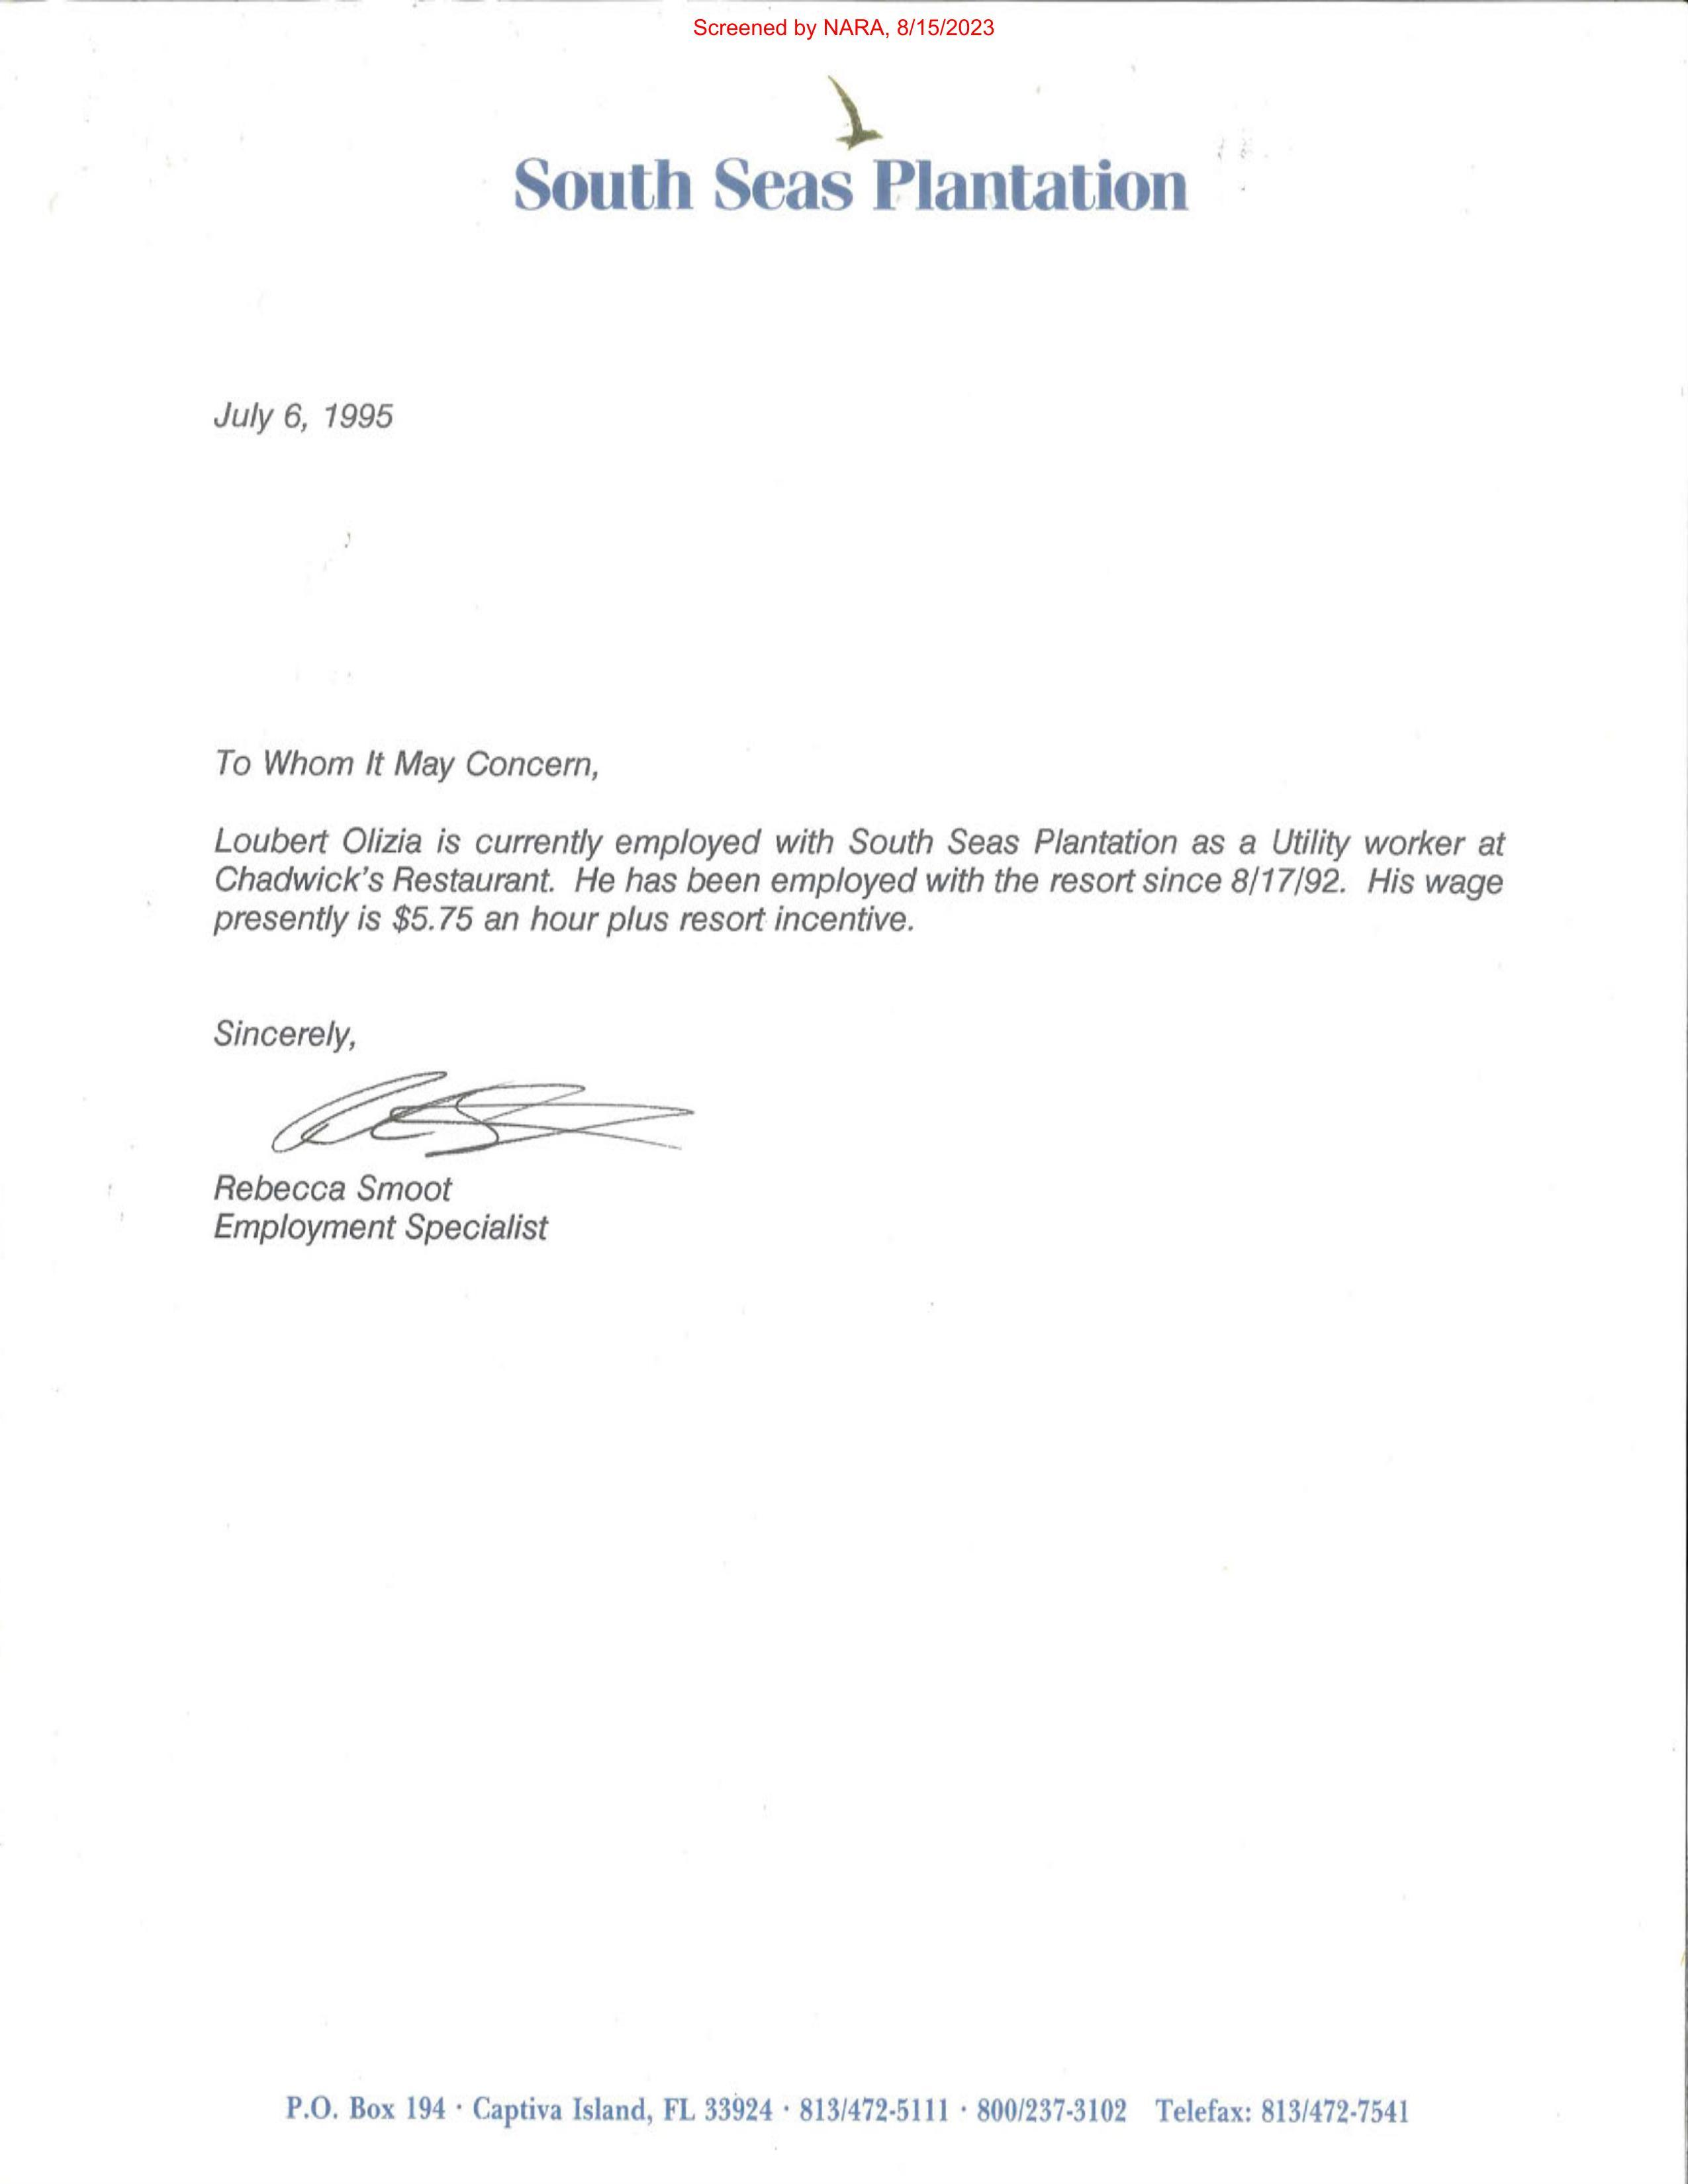 Screened by NARA, 8/15/2023
South Seas Plantation
July 6, 1995
To Whom It May Concern,
Loubert Olizia is currently employed with South Seas Plantation as a Utility worker at
Chadwick's Restaurant. He has been employed with the resort since 8/17/92. His wage
presently is $5.75 an hour plus resort incentive.
Sincerely,
Rebecca Smoot
Employment Specialist
P.O. Box 194 · Captiva Island, FL 33924 · 813/472-5111 · 800/237-3102 Telefax: 813/472-7541